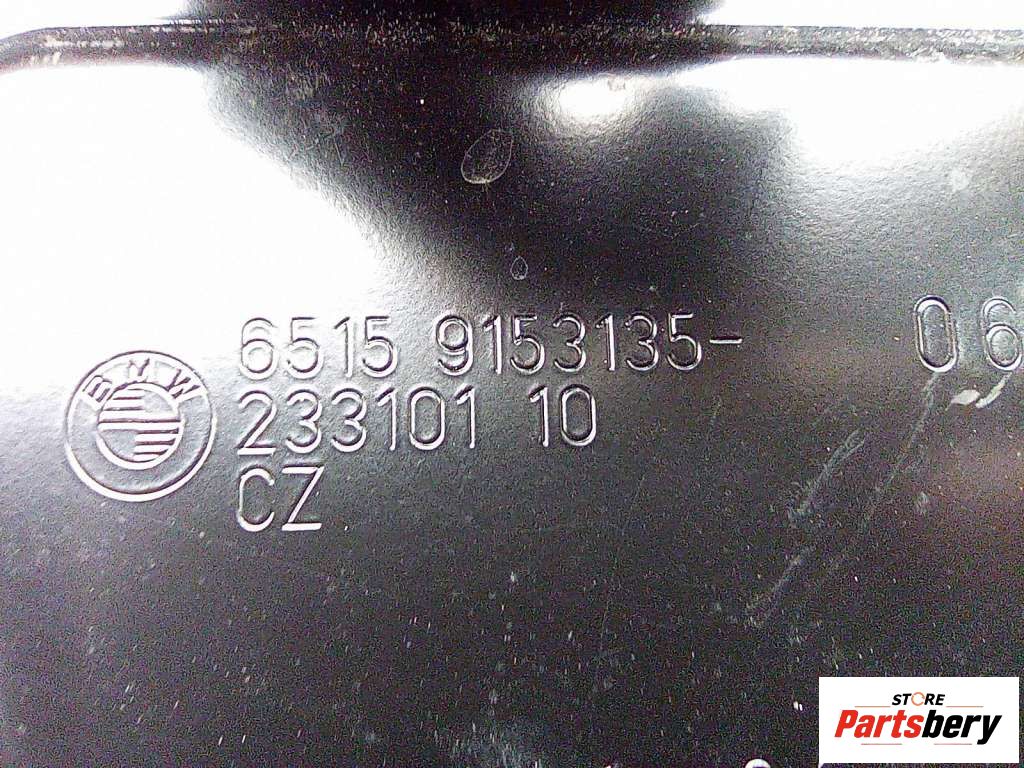 6515 9153135- 06
BMW
233101 10
CZ
STORE
Partsbery